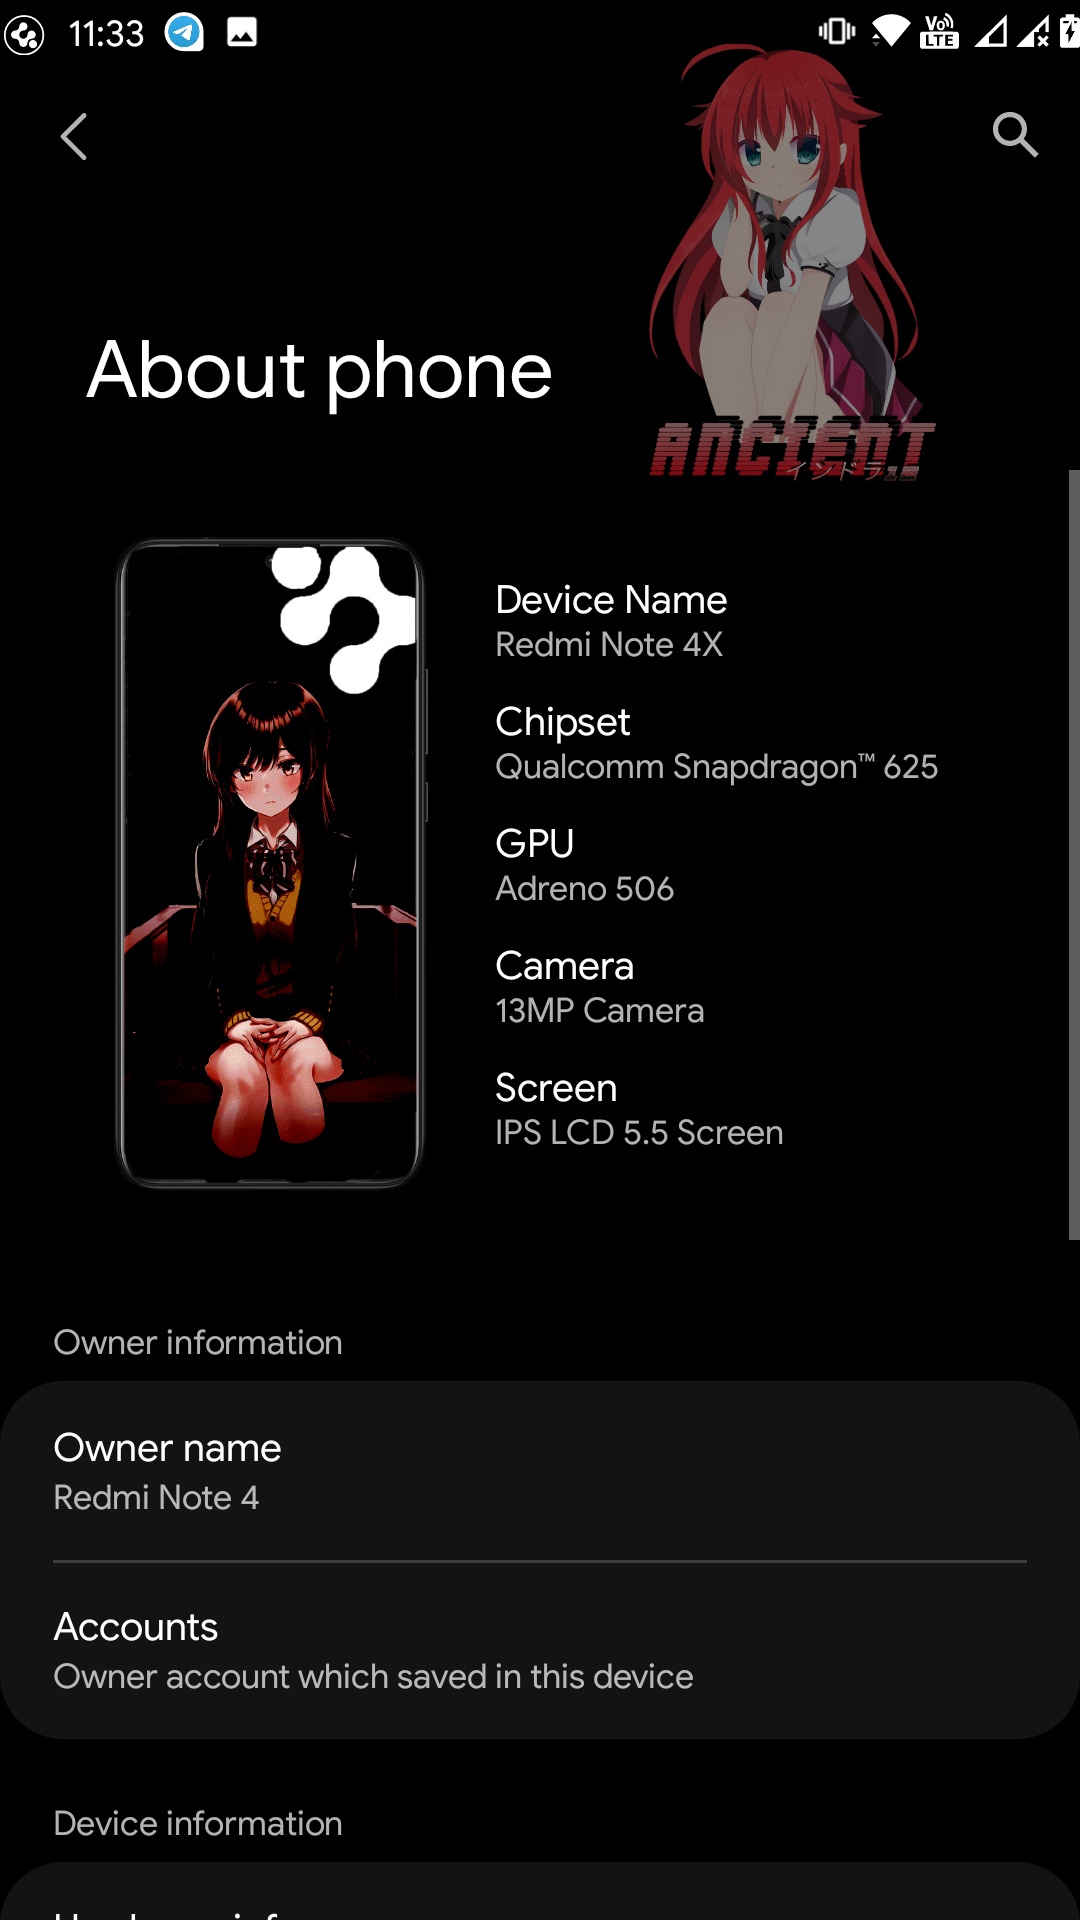 11:33
Vo)) LTE
About phone
ANCIENT
インドラ
Device Name
Redmi Note 4X
Chipset
Qualcomm Snapdragon™ 625
GPU
Adreno 506
Camera
13MP Camera
Screen
IPS LCD 5.5 Screen
Owner information
Owner name
Redmi Note 4
Accounts
Owner account which saved in this device
Device information